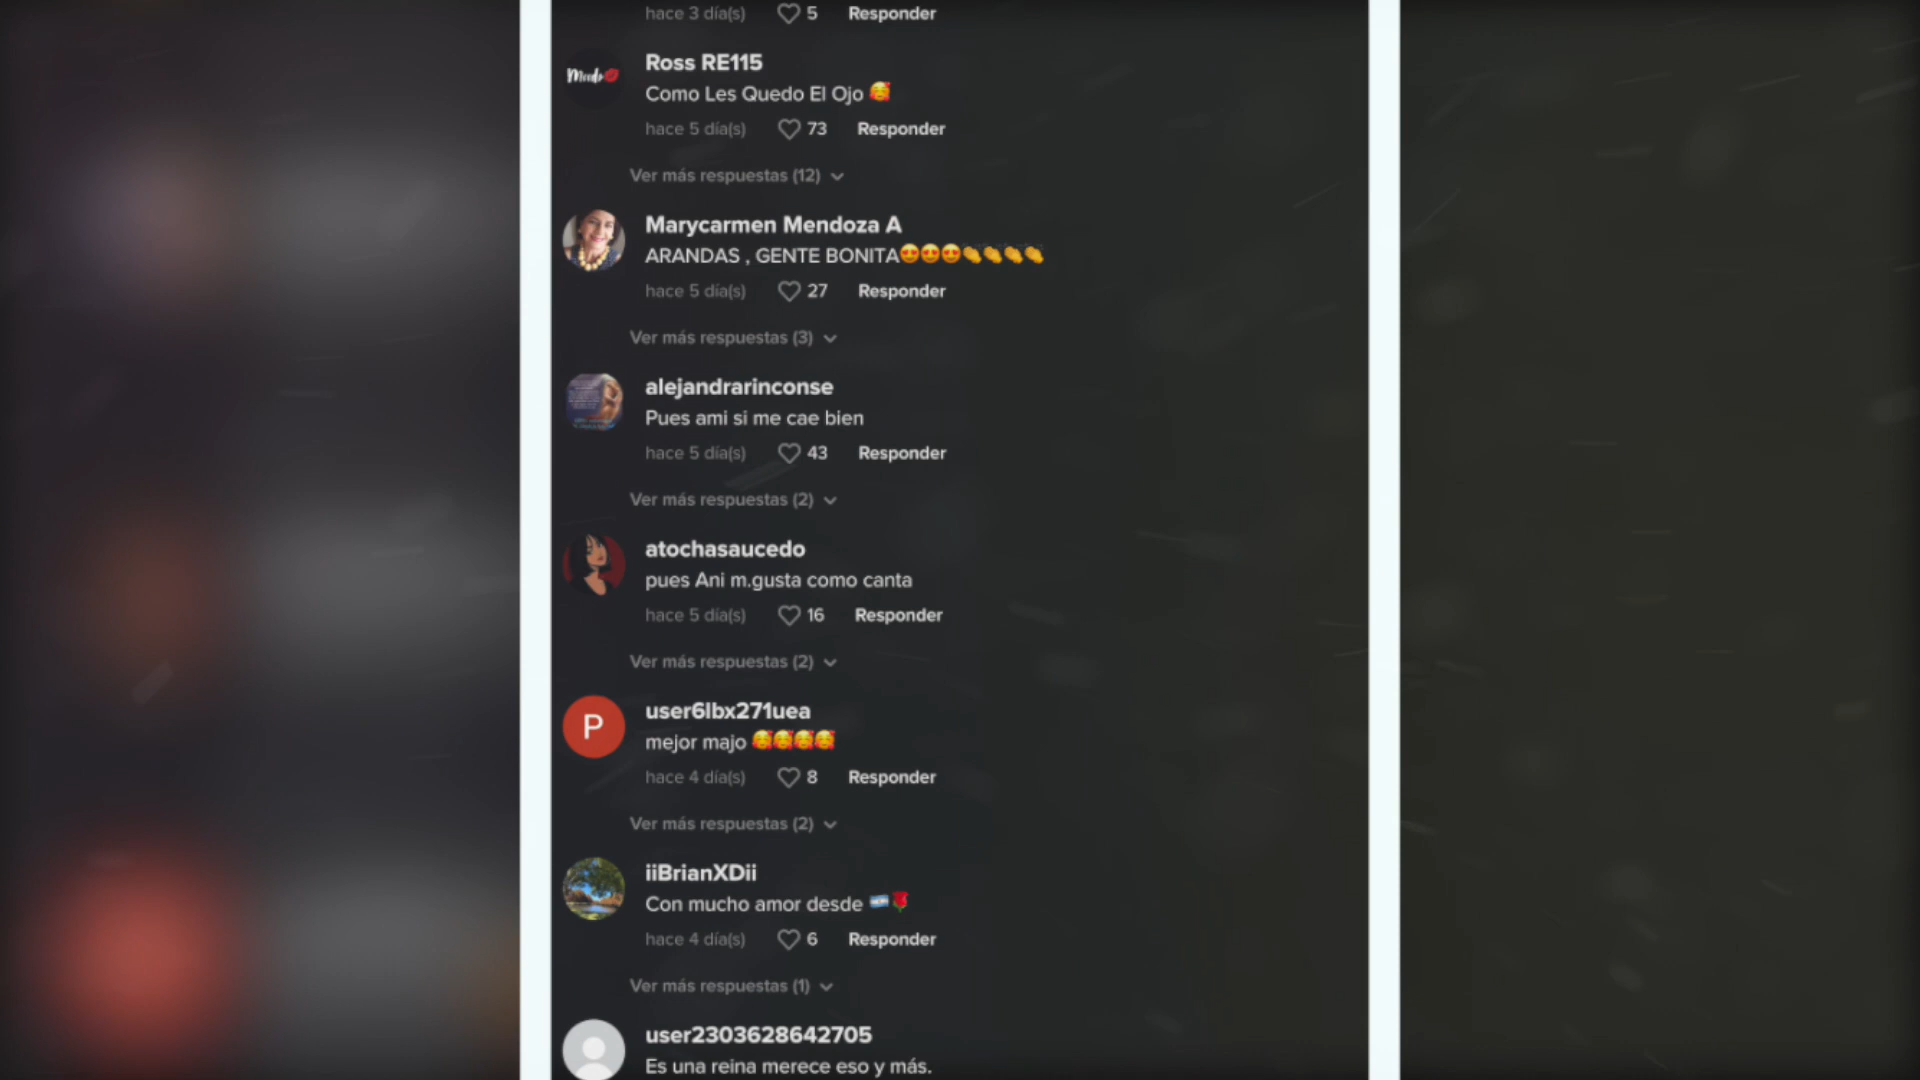 hace 3 día(s) 5 Responder
Ross RE115
Como Les Quedo El Ojo 🥰
hace 5 día(s) 73 Responder
Ver más respuestas (12)
Marycarmen Mendoza A
ARANDAS , GENTE BONITA😍😍😍👏👏👏👏
hace 5 día(s) 27 Responder
Ver más respuestas (3)
alejandrarinconse
Pues ami si me cae bien
hace 5 día(s) 43 Responder
Ver más respuestas (2)
atochasaucedo
pues Ani m.gusta como canta
hace 5 día(s) 16 Responder
Ver más respuestas (2)
P
user6lbx271uea
mejor majo 🥰🥰🥰🥰
hace 4 día(s) 8 Responder
Ver más respuestas (2)
iiBrianXDii
Con mucho amor desde 🇦🇷🌹
hace 4 día(s) 6 Responder
Ver más respuestas (1)
user2303628642705
Es una reina merece eso y más.